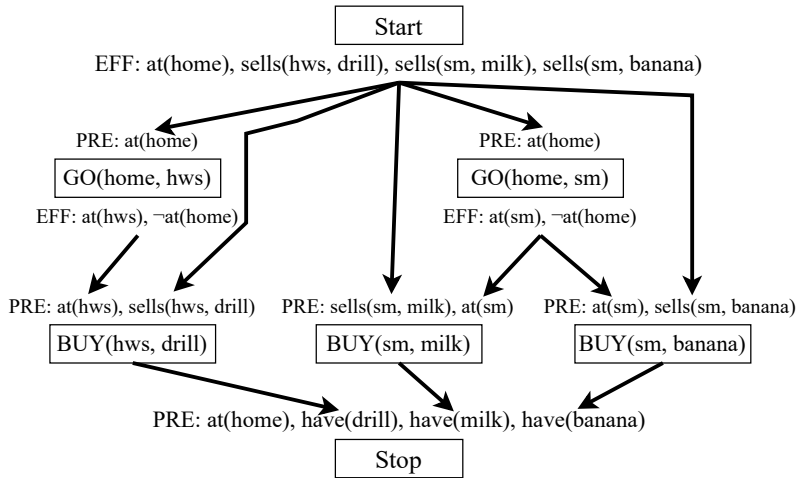 Start
EFF: at(home), sells(hws, drill), sells(sm, milk), sells(sm, banana)
PRE: at(home)
PRE: at(home)
GO(home, hws)
GO(home, sm)
EFF: at(hws), ¬at(home)
EFF: at(sm), ¬at(home)
PRE: at(hws), sells(hws, drill)
PRE: sells(sm, milk), at(sm)
PRE: at(sm), sells(sm, banana)
BUY(hws, drill)
BUY(sm, milk)
BUY(sm, banana)
PRE: at(home), have(drill), have(milk), have(banana)
Stop